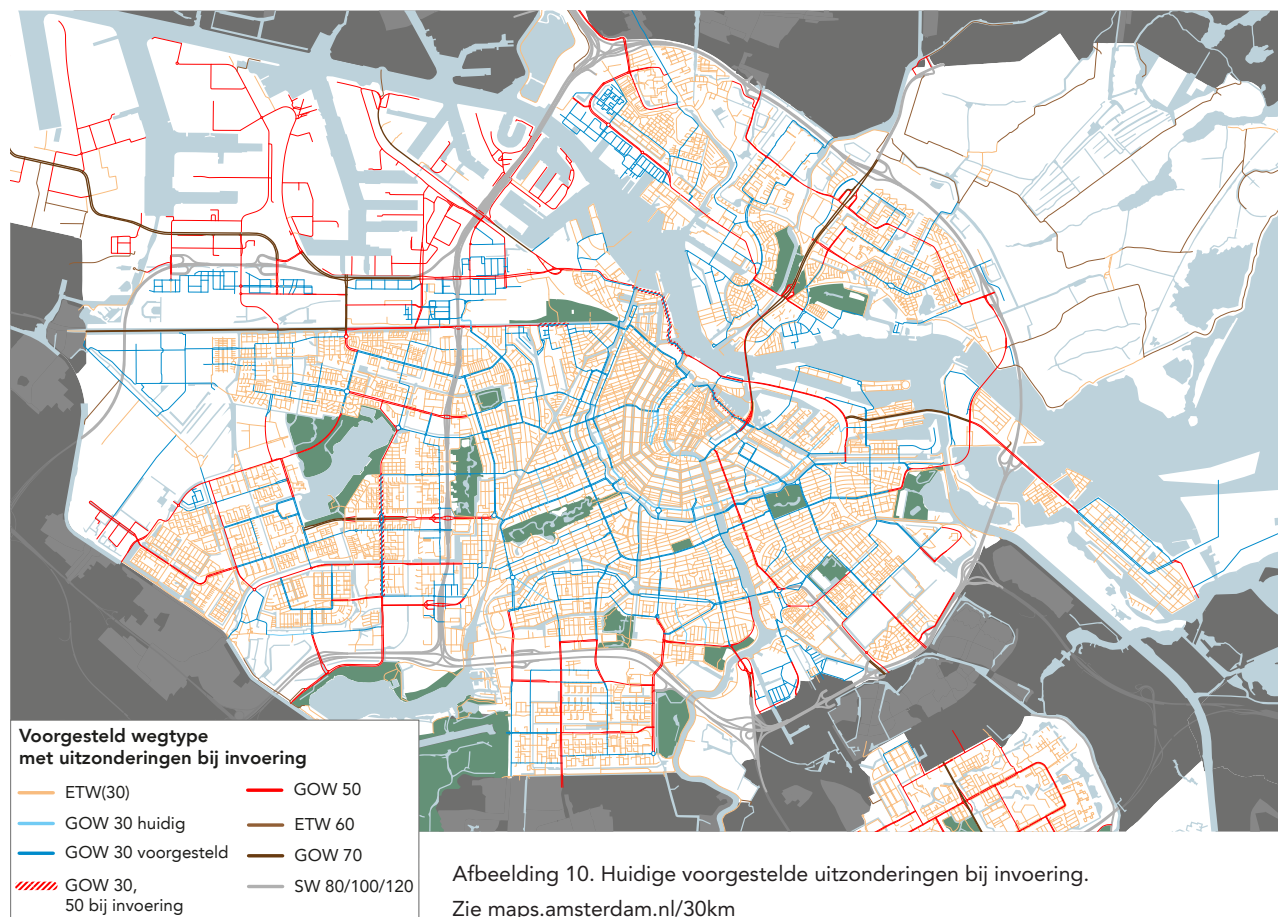 Voorgesteld wegtype
met uitzonderingen bij invoering
ETW(30)
GOW 30 huidig
GOW 30 voorgesteld
GOW 30,
50 bij invoering
GOW 50
ETW 60
GOW 70
SW 80/100/120
Afbeelding 10. Huidige voorgestelde uitzonderingen bij invoering.
Zie maps.amsterdam.nl/30km